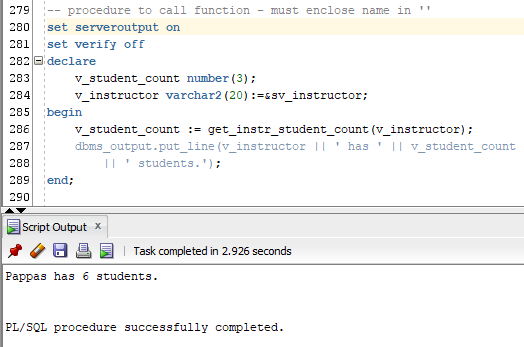 279 -- procedure to call function - must enclose name in ''
280 set serveroutput on
281 set verify off
282 declare
283 v_student_count number(3);
284 v_instructor varchar2(20):=&sv_instructor;
285 begin
286 v_student_count := get_instr_student_count(v_instructor);
287 dbms_output.put_line(v_instructor || ' has ' || v_student_count
288 || ' students.');
289 end;
290
Script Output x
Task completed in 2.926 seconds
Pappas has 6 students.
PL/SQL procedure successfully completed.